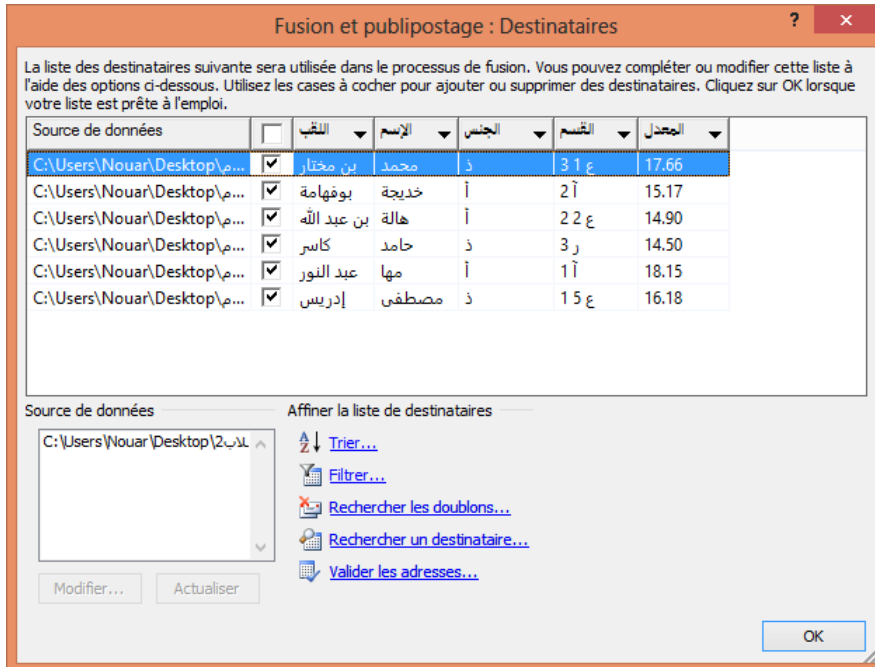 Fusion et publipostage : Destinataires
? ×
La liste des destinataires suivante sera utilisée dans le processus de fusion. Vous pouvez compléter ou modifier cette liste à
l'aide des options ci-dessous. Utilisez les cases à cocher pour ajouter ou supprimer des destinataires. Cliquez sur OK lorsque
votre liste est prête à l'emploi.
Source de données اللقب الإسم الجنس القسم المعدل
C:\Users\Nouar\Desktop\م... بن مختار محمد ذ ع 1 3 17.66
C:\Users\Nouar\Desktop\م... بوفهامة خديجة أ آ 2 15.17
C:\Users\Nouar\Desktop\م... بن عبد الله هالة أ ع 2 2 14.90
C:\Users\Nouar\Desktop\م... كاسر حامد ذ ر 3 14.50
C:\Users\Nouar\Desktop\م... عبد النور مها أ آ 1 18.15
C:\Users\Nouar\Desktop\م... إدريس مصطفى ذ ع 5 1 16.18
Source de données
Affiner la liste de destinataires
C:\Users\Nouar\Desktop\2لاب
Trier...
Filtrer...
Rechercher les doublons...
Rechercher un destinataire...
Valider les adresses...
Modifier... Actualiser
OK